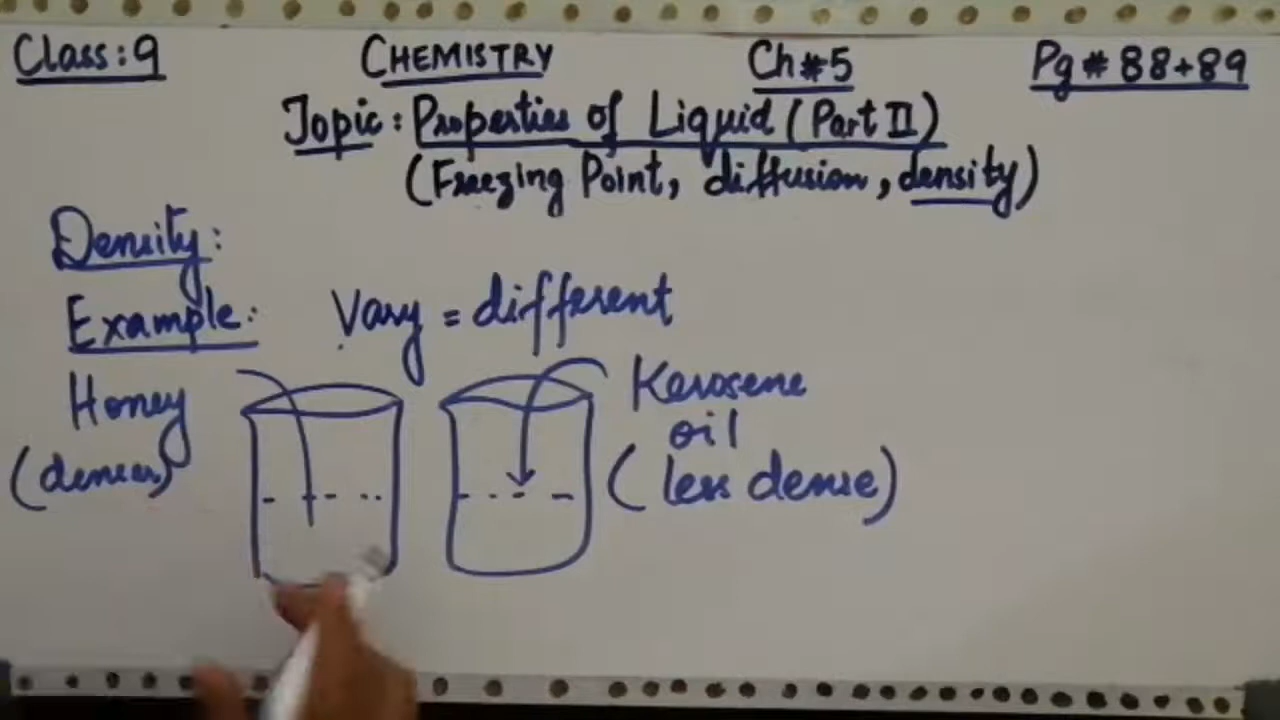 Class: 9 CHEMISTRY Ch#5 Pg # 88+89
Topic: Properties of Liquid (Part II)
(Freezing Point, diffusion, density)
Density:
Example: Vary = different
Honey
(denser)
Kerosene
oil
(less dense)